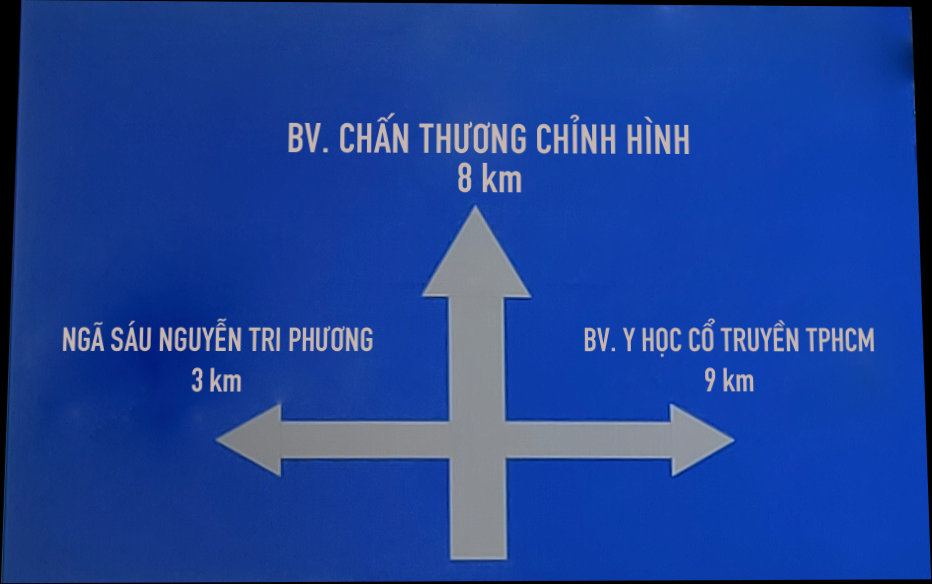 BV. CHẤN THƯƠNG CHỈNH HÌNH
8 km
NGÃ SÁU NGUYỄN TRI PHƯƠNG
3 km
BV. Y HỌC CỔ TRUYỀN TPHCM
9 km